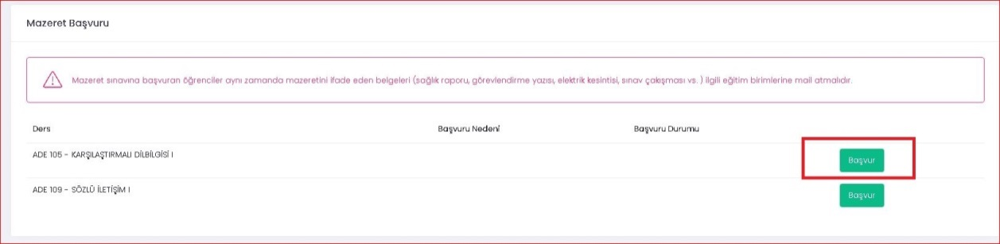 Mazeret Başvuru
Mazeret sınavına başvuran öğrenciler aynı zamanda mazeretini ifade eden belgeleri (sağlık raporu, görevlendirme yazısı, elektrik kesintisi, sınav çakışması vs. ) ilgili eğitim birimlerine mail atmalıdır.
Ders Başvuru Nedeni Başvuru Durumu
ADE 105 - KARŞILAŞTIRMALI DİLBİLGİSİ I Başvur
ADE 109 - SÖZLÜ İLETİŞİM I Başvur